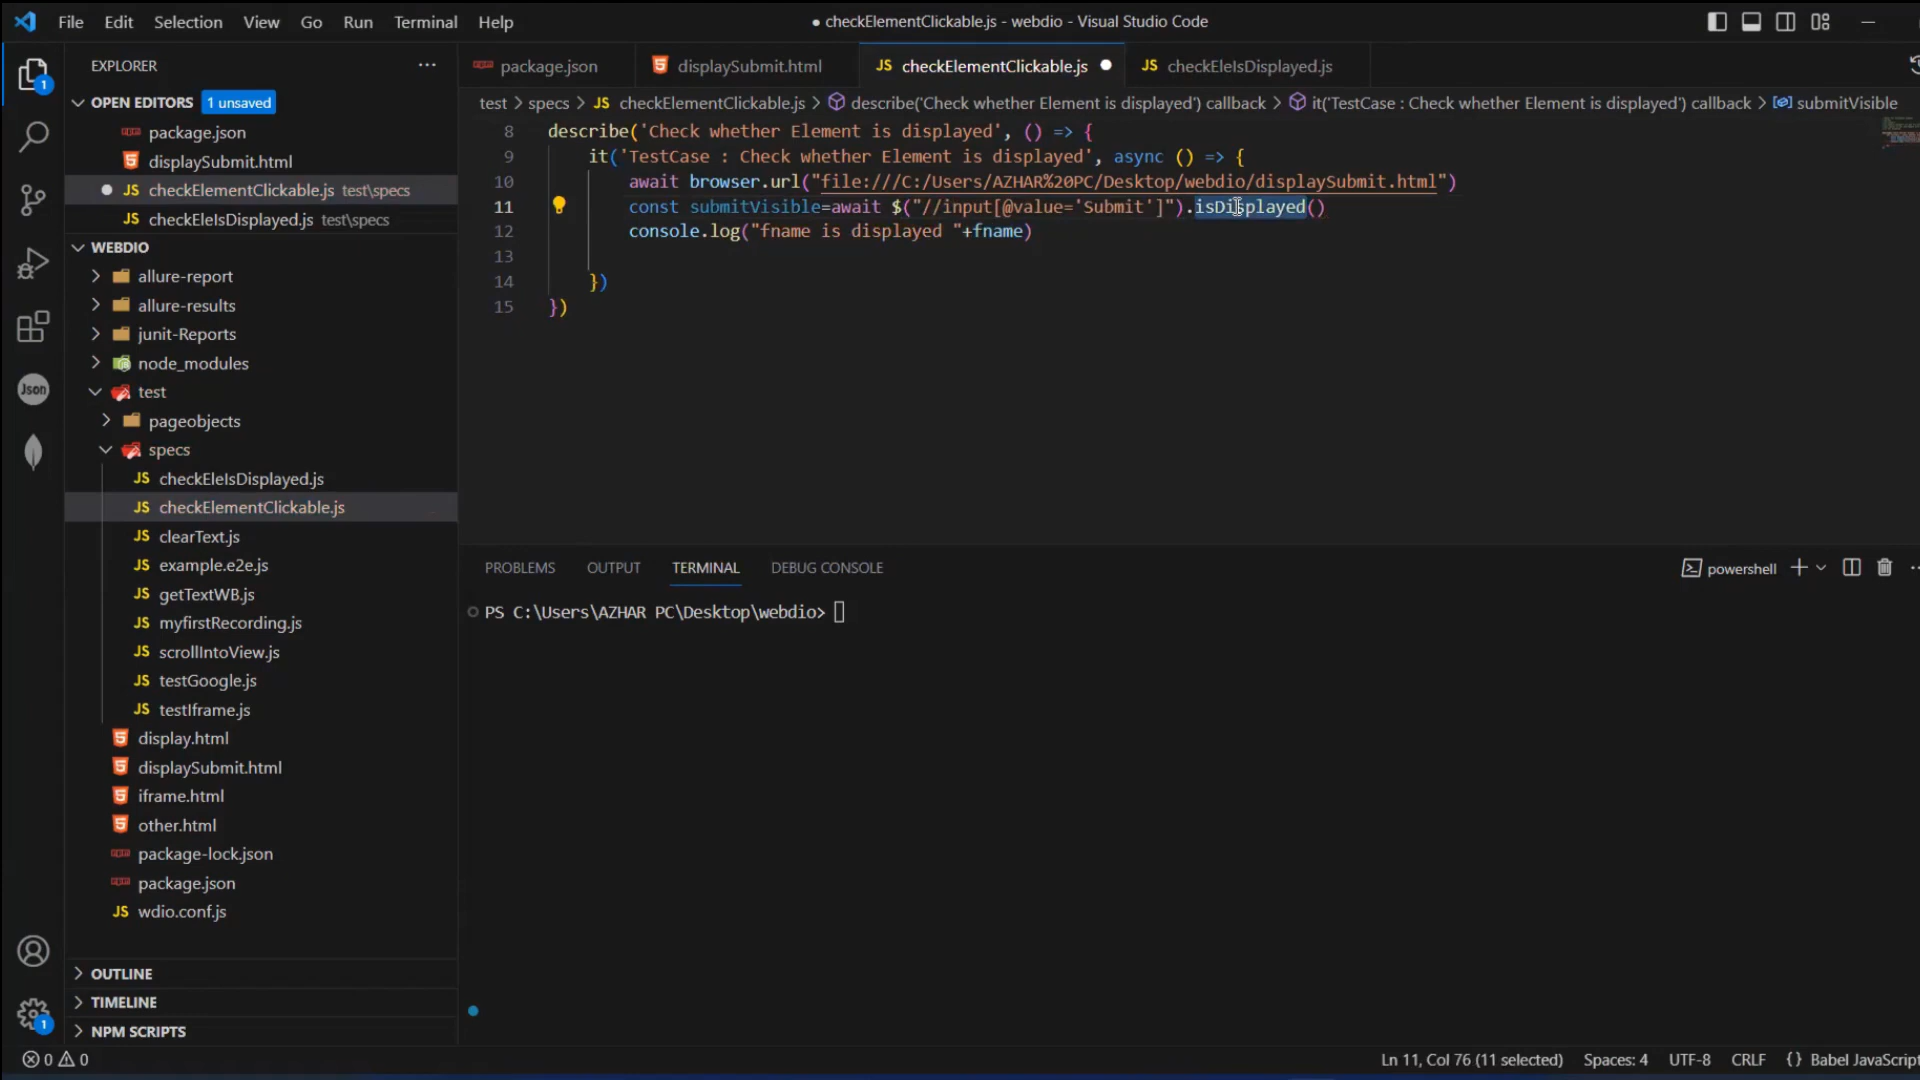 File Edit Selection View Go Run Terminal Help
● checkElementClickable.js - webdio - Visual Studio Code
EXPLORER
OPEN EDITORS 1 unsaved
package.json
displaySubmit.html
checkElementClickable.js test\specs
checkEleIsDisplayed.js test\specs
WEBDIO
allure-report
allure-results
junit-Reports
node_modules
test
pageobjects
specs
JS checkEleIsDisplayed.js
JS checkElementClickable.js
JS clearText.js
JS example.e2e.js
JS getTextWB.js
JS myfirstRecording.js
JS scrollIntoView.js
JS testGoogle.js
JS testIframe.js
display.html
displaySubmit.html
iframe.html
other.html
package-lock.json
package.json
JS wdio.conf.js
OUTLINE
TIMELINE
NPM SCRIPTS
package.json displaySubmit.html JS checkElementClickable.js JS checkEleIsDisplayed.js
test > specs > JS checkElementClickable.js > describe('Check whether Element is displayed') callback > it('TestCase : Check whether Element is displayed') callback > submitVisible
8 describe('Check whether Element is displayed', () => {
9 it('TestCase : Check whether Element is displayed', async () => {
10 await browser.url("file:///C:/Users/AZHAR%20PC/Desktop/webdio/displaySubmit.html")
11 const submitVisible=await $("//input[@value='Submit']").isDisplayed()
12 console.log("fname is displayed "+fname)
13
14 })
15 })
PROBLEMS OUTPUT TERMINAL DEBUG CONSOLE
powershell
PS C:\Users\AZHAR PC\Desktop\webdio>
1
Json
1
0 0
Ln 11, Col 76 (11 selected) Spaces: 4 UTF-8 CRLF {} Babel JavaScript